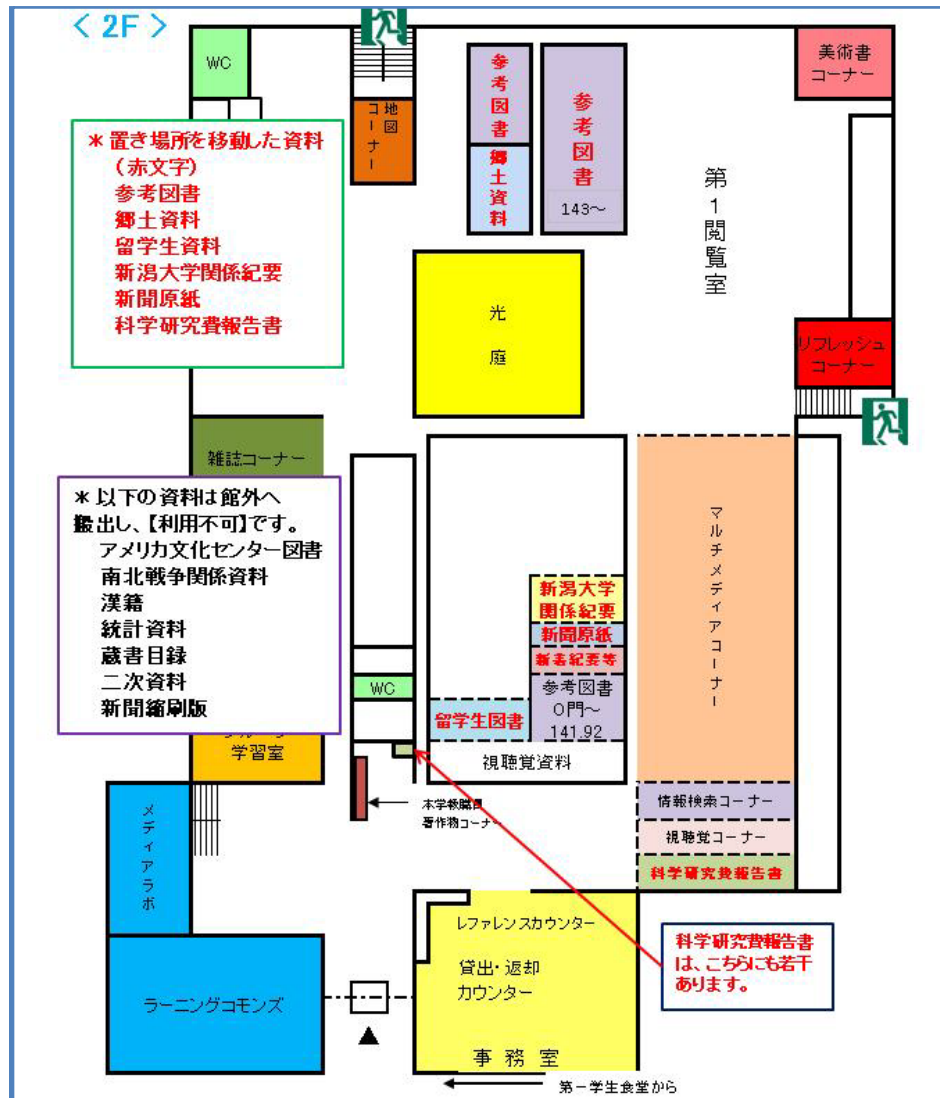 < 2F >
WC
地図
コーナー
参考図書
郷土資料
参考図書
143～
美術書
コーナー
第1閲覧室
＊置き場所を移動した資料
(赤文字)
参考図書
郷土資料
留学生資料
新潟大学関係紀要
新聞原紙
科学研究費報告書
光庭
リフレッシュ
コーナー
雑誌コーナー
＊以下の資料は館外へ
搬出し、【利用不可】です。
アメリカ文化センター図書
南北戦争関係資料
漢籍
統計資料
蔵書目録
二次資料
新聞縮刷版
マルチメディアコーナー
新潟大学
関係紀要
新聞原紙
新着紀要等
WC
参考図書
0門～
141.92
留学生図書
学習室
視聴覚資料
本学教職員
著作物コーナー
情報検索コーナー
視聴覚コーナー
科学研究費報告書
メディアラボ
レファレンスカウンター
貸出・返却
カウンター
科学研究費報告書
は、こちらにも若干
あります。
ラーニングコモンズ
事務室
第一学生食堂から